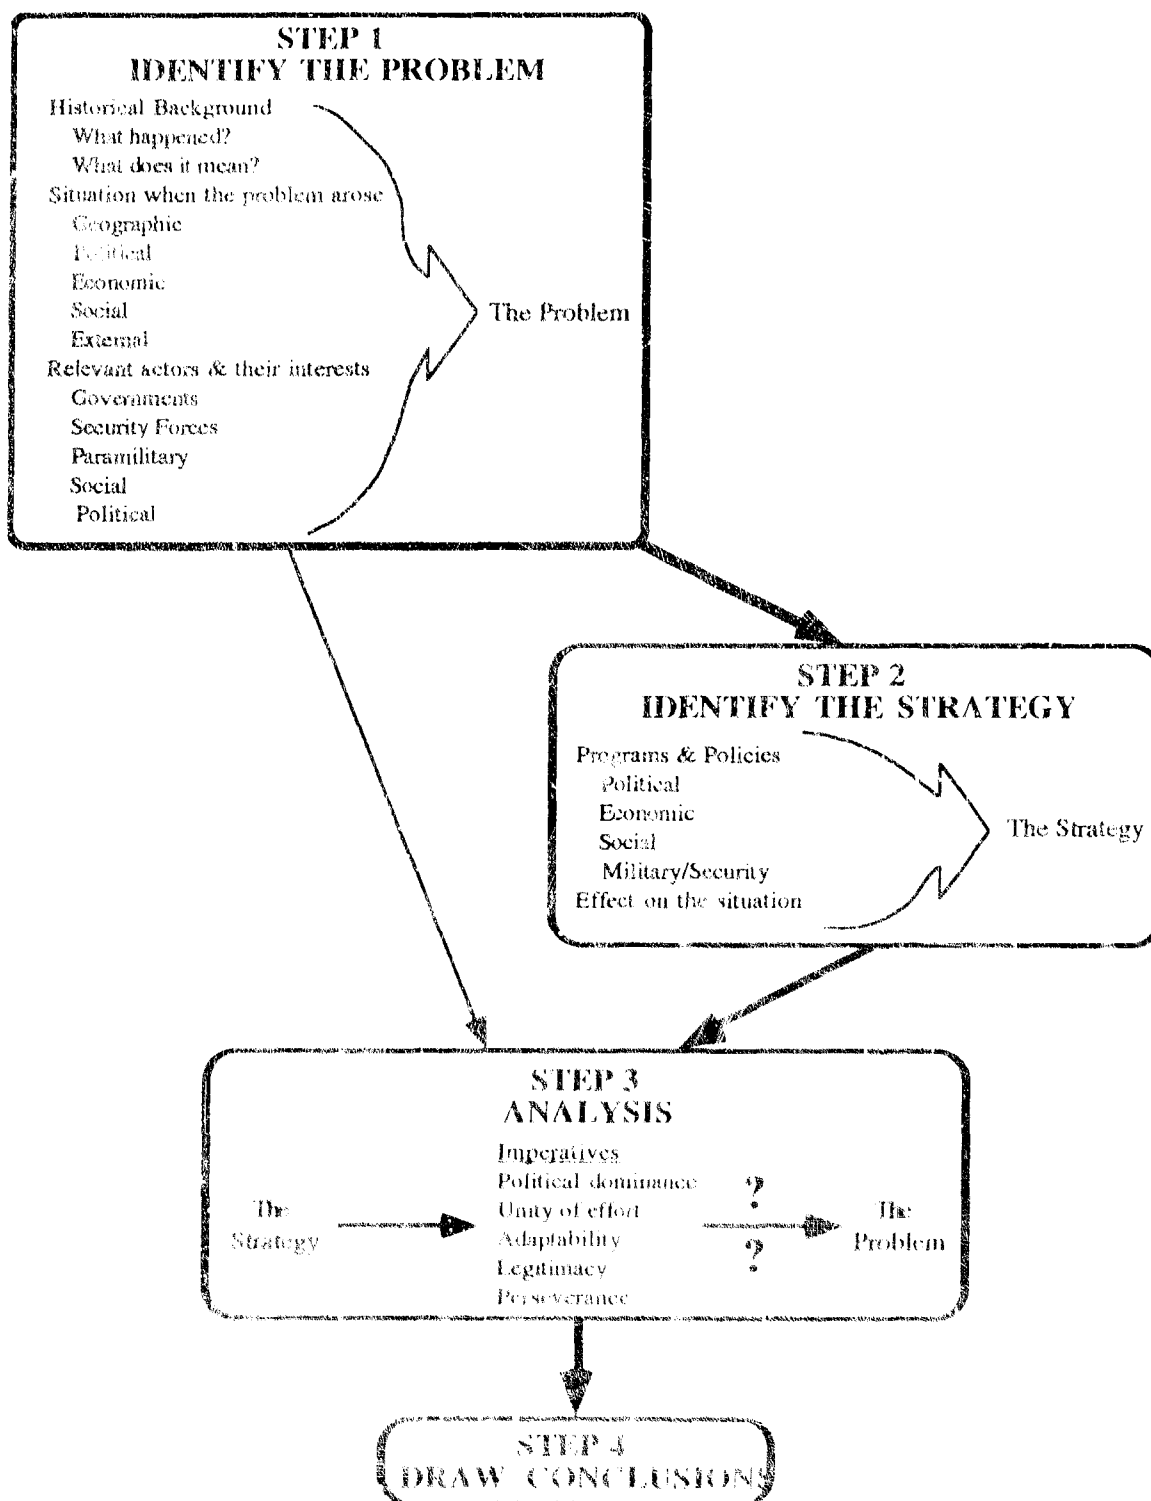 STEP 1
IDENTIFY THE PROBLEM
Historical Background
What happened?
What does it mean?
Situation when the problem arose
Geographic
Political
Economic
Social
External
Relevant actors & their interests
Governments
Security Forces
Paramilitary
Social
Political
The Problem
STEP 2
IDENTIFY THE STRATEGY
Programs & Policies
Political
Economic
Social
Military/Security
Effect on the situation
The Strategy
STEP 3
ANALYSIS
The
Strategy
Imperatives
Political dominance
Unity of effort
Adaptability
Legitimacy
Perseverance
?
?
The
Problem
STEP 4
DRAW CONCLUSIONS